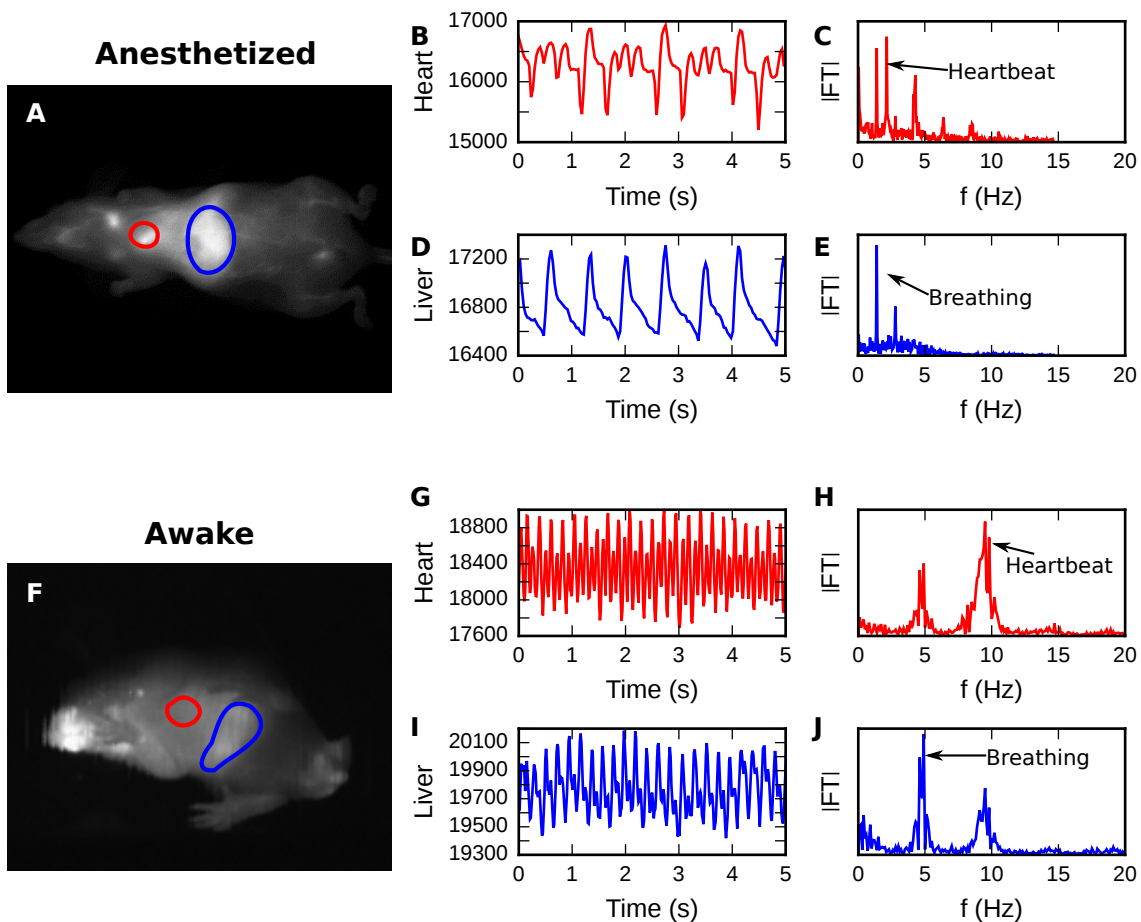 Anesthetized
A
B
Heart
17000
16000
15000
0 1 2 3 4 5
Time (s)
C
|FT|
Heartbeat
0 5 10 15 20
f (Hz)
D
Liver
17200
16800
16400
0 1 2 3 4 5
Time (s)
E
|FT|
Breathing
0 5 10 15 20
f (Hz)
Awake
F
G
Heart
18800
18400
18000
17600
0 1 2 3 4 5
Time (s)
H
|FT|
Heartbeat
0 5 10 15 20
f (Hz)
I
Liver
20100
19900
19700
19500
19300
0 1 2 3 4 5
Time (s)
J
|FT|
Breathing
0 5 10 15 20
f (Hz)